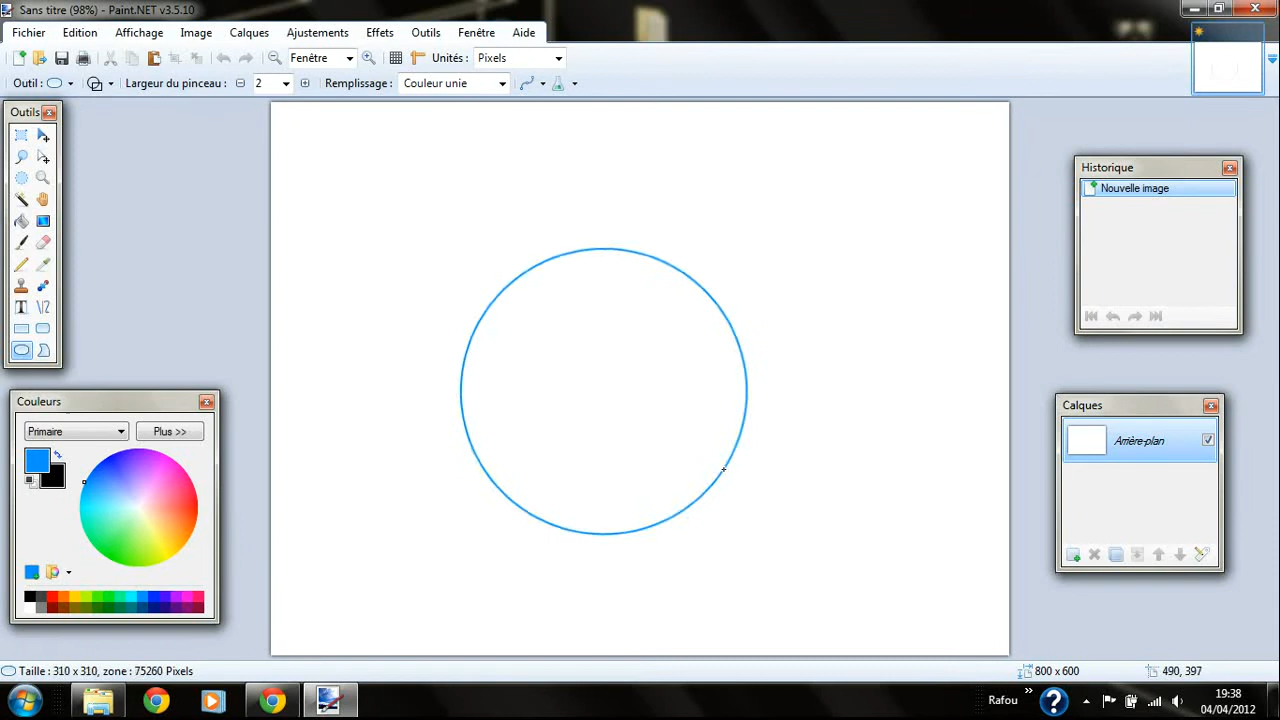 Sans titre (98%) - Paint.NET v3.5.10
Fichier Edition Affichage Image Calques Ajustements Effets Outils Fenêtre Aide
Fenêtre Unités : Pixels
Outil : Largeur du pinceau : 2 Remplissage : Couleur unie
Outils
Historique
Nouvelle image
Couleurs
Primaire Plus >>
Calques
Arrière-plan
Taille : 310 x 310, zone : 75260 Pixels 800 x 600 490, 397
Rafou 19:38
04/04/2012